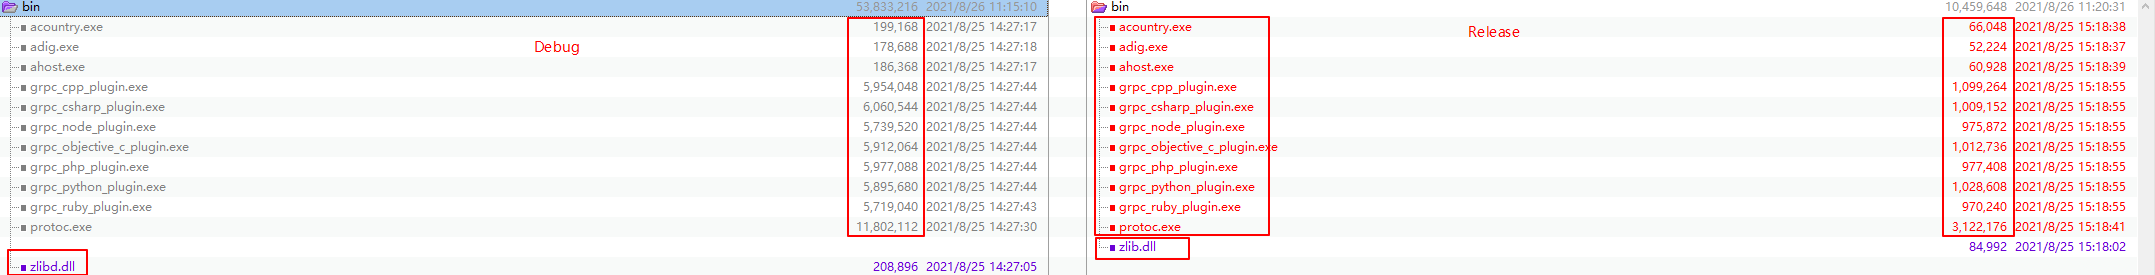 bin 53,833,216 2021/8/26 11:15:10
acountry.exe 199,168 2021/8/25 14:27:17
adig.exe 178,688 2021/8/25 14:27:18
Debug
ahost.exe 186,368 2021/8/25 14:27:17
grpc_cpp_plugin.exe 5,954,048 2021/8/25 14:27:44
grpc_csharp_plugin.exe 6,060,544 2021/8/25 14:27:44
grpc_node_plugin.exe 5,739,520 2021/8/25 14:27:44
grpc_objective_c_plugin.exe 5,912,064 2021/8/25 14:27:44
grpc_php_plugin.exe 5,977,088 2021/8/25 14:27:44
grpc_python_plugin.exe 5,895,680 2021/8/25 14:27:44
grpc_ruby_plugin.exe 5,719,040 2021/8/25 14:27:43
protoc.exe 11,802,112 2021/8/25 14:27:30
zlibd.dll 208,896 2021/8/25 14:27:05
bin 10,459,648 2021/8/26 11:20:31
acountry.exe 66,048 2021/8/25 15:18:38
Release
adig.exe 52,224 2021/8/25 15:18:37
ahost.exe 60,928 2021/8/25 15:18:39
grpc_cpp_plugin.exe 1,099,264 2021/8/25 15:18:55
grpc_csharp_plugin.exe 1,009,152 2021/8/25 15:18:55
grpc_node_plugin.exe 975,872 2021/8/25 15:18:55
grpc_objective_c_plugin.exe 1,012,736 2021/8/25 15:18:55
grpc_php_plugin.exe 977,408 2021/8/25 15:18:55
grpc_python_plugin.exe 1,028,608 2021/8/25 15:18:55
grpc_ruby_plugin.exe 970,240 2021/8/25 15:18:55
protoc.exe 3,122,176 2021/8/25 15:18:41
zlib.dll 84,992 2021/8/25 15:18:02